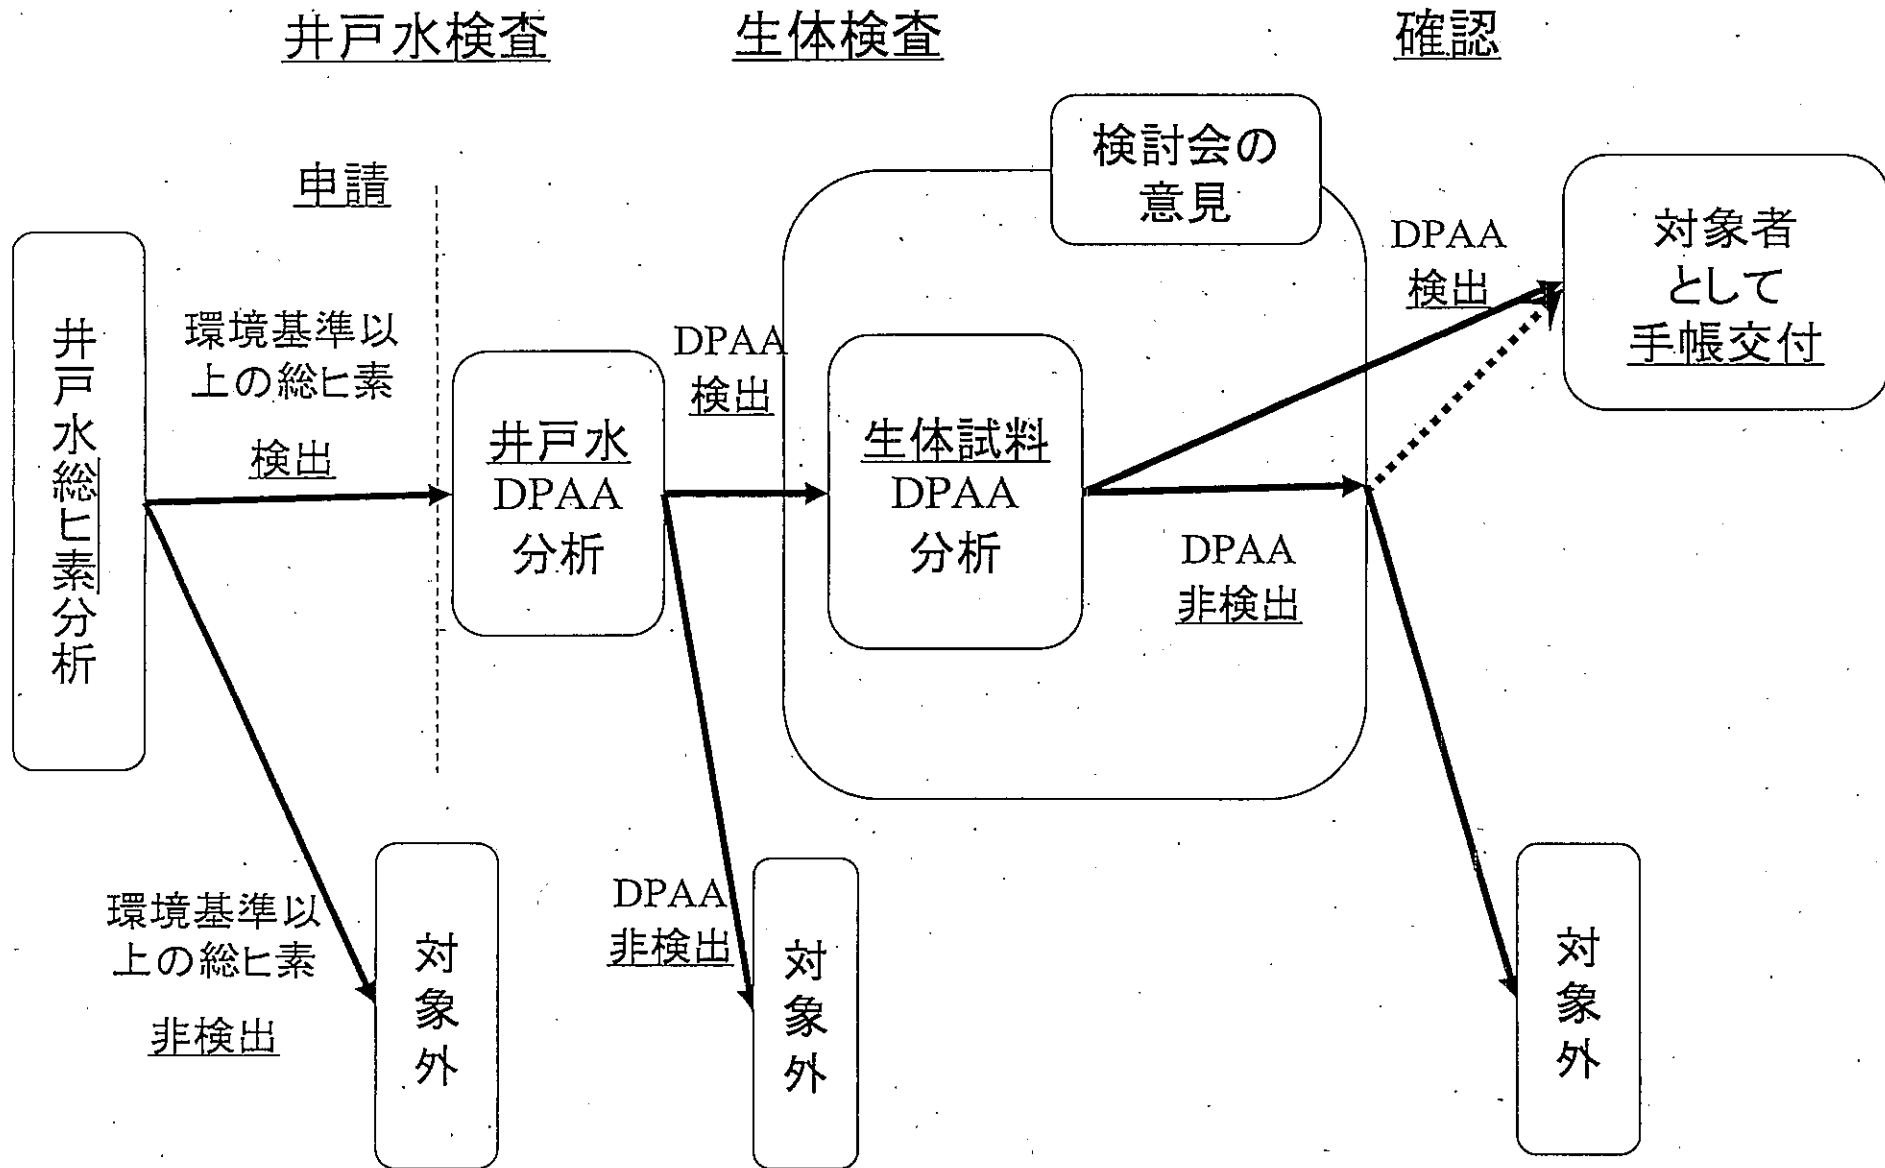 井戸水検査
生体検査
確認
申請
検討会の
意見
井戸水総ヒ素分析
環境基準以
上の総ヒ素
検出
井戸水
DPAA
分析
DPAA
検出
生体試料
DPAA
分析
DPAA
検出
対象者
として
手帳交付
DPAA
非検出
環境基準以
上の総ヒ素
非検出
対象外
DPAA
非検出
対象外
対象外